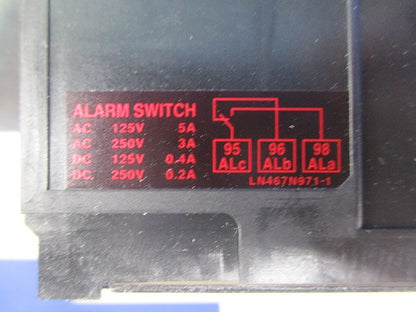 ALARM SWITCH
AC 125V 5A
AC 250V 3A
DC 125V 0.4A
DC 250V 0.2A
95 96 98
ALc ALb ALa
LN467N971-1